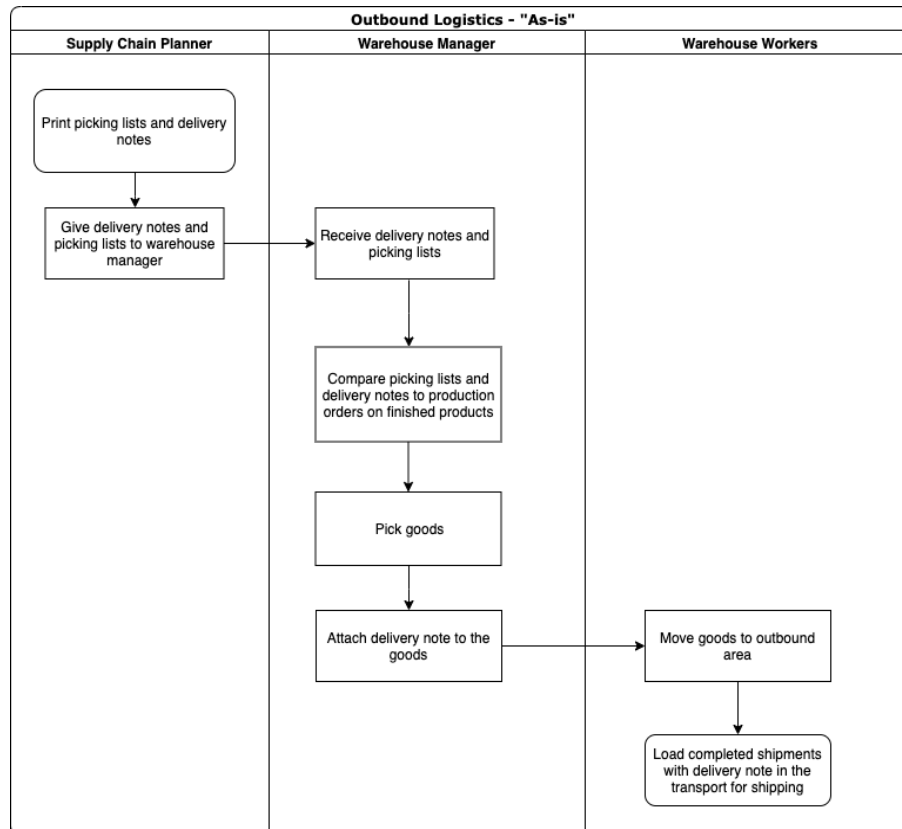 Outbound Logistics - "As-is"
Supply Chain Planner
Warehouse Manager
Warehouse Workers
Print picking lists and delivery
notes
Give delivery notes and
picking lists to warehouse
manager
Receive delivery notes and
picking lists
Compare picking lists and
delivery notes to production
orders on finished products
Pick goods
Attach delivery note to the
goods
Move goods to outbound
area
Load completed shipments
with delivery note in the
transport for shipping